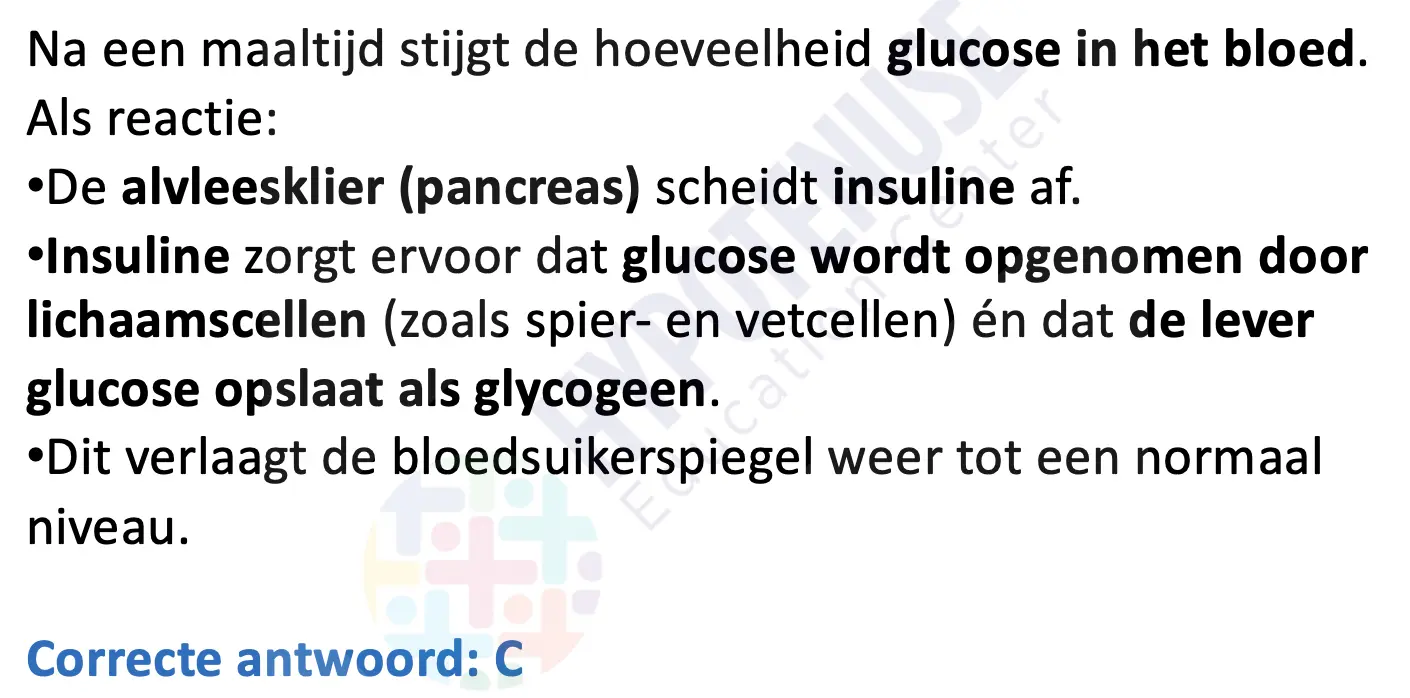 Na een maaltijd stijgt de hoeveelheid glucose in het bloed.
Als reactie:
•De alvleesklier (pancreas) scheidt insuline af.
•Insuline zorgt ervoor dat glucose wordt opgenomen door
lichaamscellen (zoals spier- en vetcellen) én dat de lever
glucose opslaat als glycogeen.
•Dit verlaagt de bloedsuikerspiegel weer tot een normaal
niveau.
Correcte antwoord: C
HYPOTENUSE
Education Center